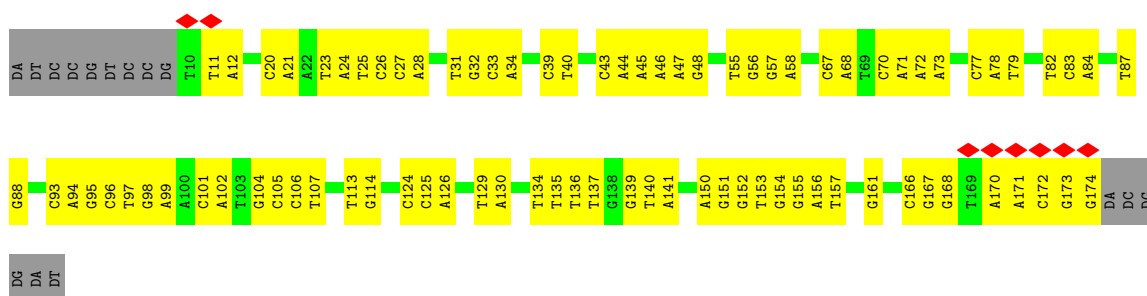 DA DT DC DC DG DT DC DC DG T10 T11 A12 C20 A21 A22 T23 A24 T25 C26 C27 A28 T31 G32 C33 A34 C39 T40 C43 A44 A45 A46 A47 G48 T55 G56 G57 A58 C67 A68 T69 C70 A71 A72 A73 C77 A78 T79 T82 C83 A84 T87
G88 C93 A94 G95 C96 T97 G98 A99 A100 C101 A102 T103 G104 C105 C106 T107 T113 G114 C124 C125 A126 T129 A130 T134 T135 T136 T137 G138 G139 T140 A141 A150 G151 G152 T153 G154 G155 A156 T157 G161 C166 G167 G168 T169 A170 A171 C172 G173 G174 DA DC
DG DA DT